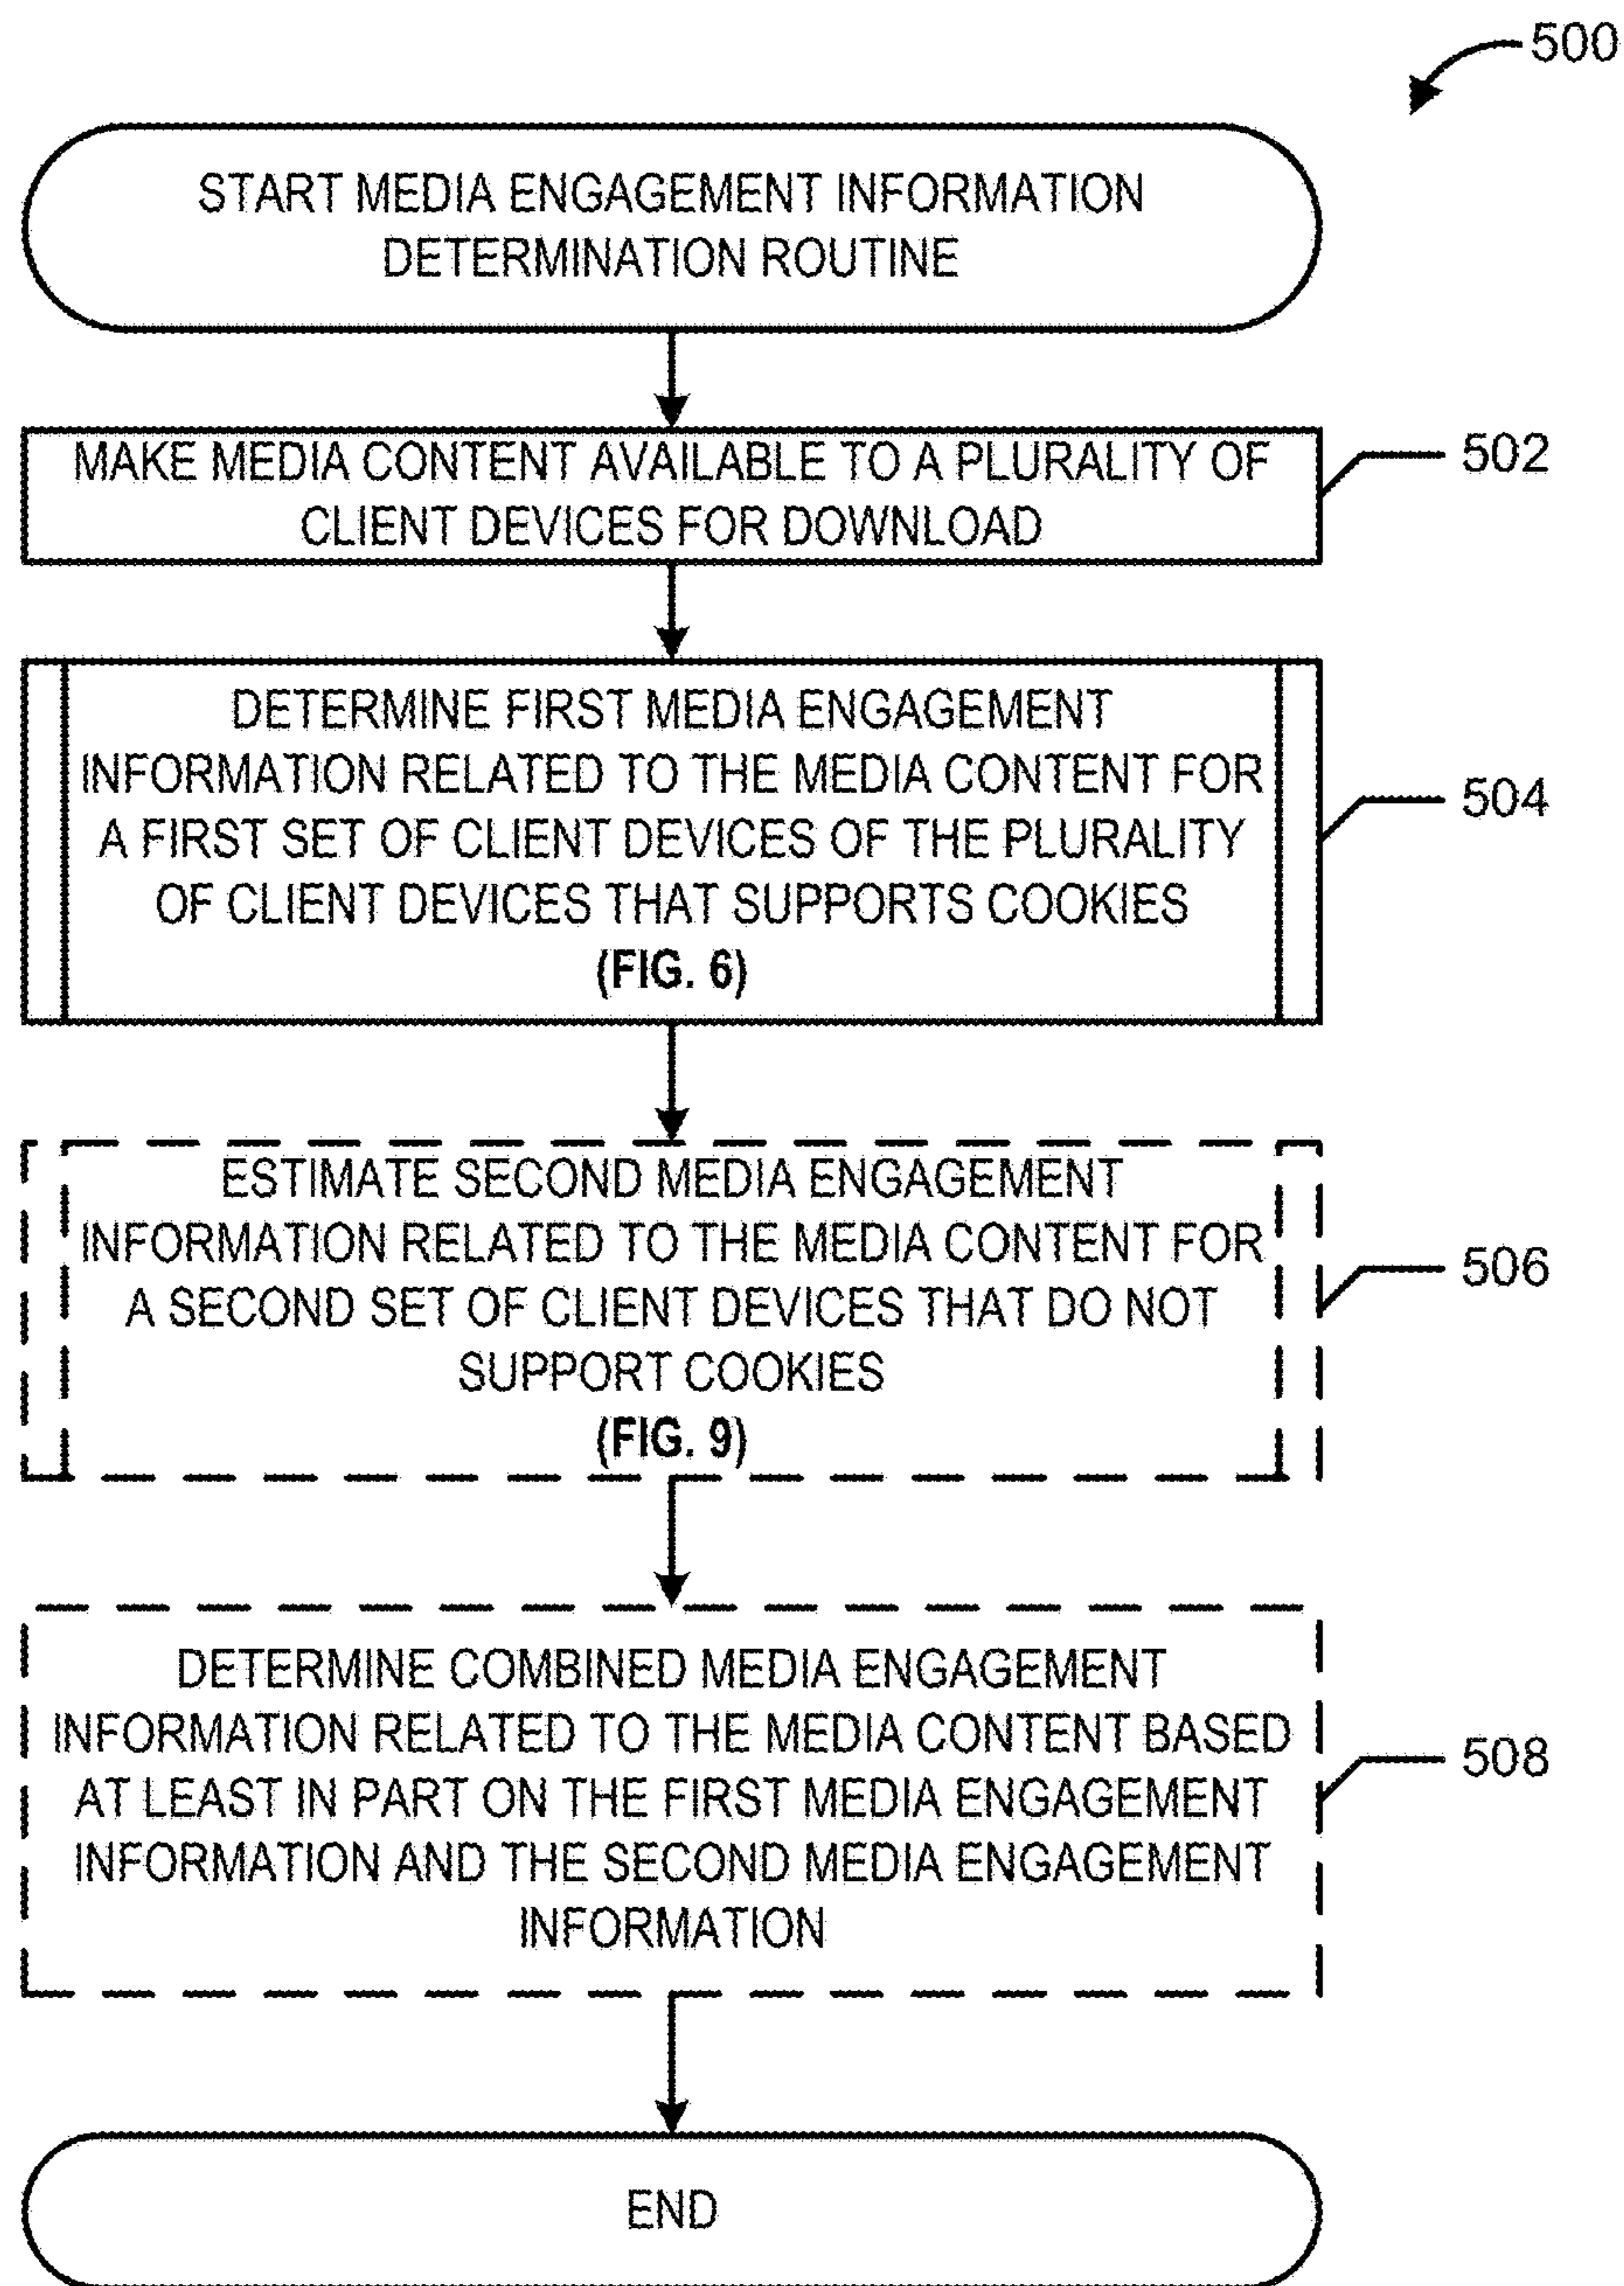 500
START MEDIA ENGAGEMENT INFORMATION
DETERMINATION ROUTINE
MAKE MEDIA CONTENT AVAILABLE TO A PLURALITY OF
CLIENT DEVICES FOR DOWNLOAD
502
DETERMINE FIRST MEDIA ENGAGEMENT
INFORMATION RELATED TO THE MEDIA CONTENT FOR
A FIRST SET OF CLIENT DEVICES OF THE PLURALITY
OF CLIENT DEVICES THAT SUPPORTS COOKIES
(FIG. 6)
504
ESTIMATE SECOND MEDIA ENGAGEMENT
INFORMATION RELATED TO THE MEDIA CONTENT FOR
A SECOND SET OF CLIENT DEVICES THAT DO NOT
SUPPORT COOKIES
(FIG. 9)
506
DETERMINE COMBINED MEDIA ENGAGEMENT
INFORMATION RELATED TO THE MEDIA CONTENT BASED
AT LEAST IN PART ON THE FIRST MEDIA ENGAGEMENT
INFORMATION AND THE SECOND MEDIA ENGAGEMENT
INFORMATION
508
END